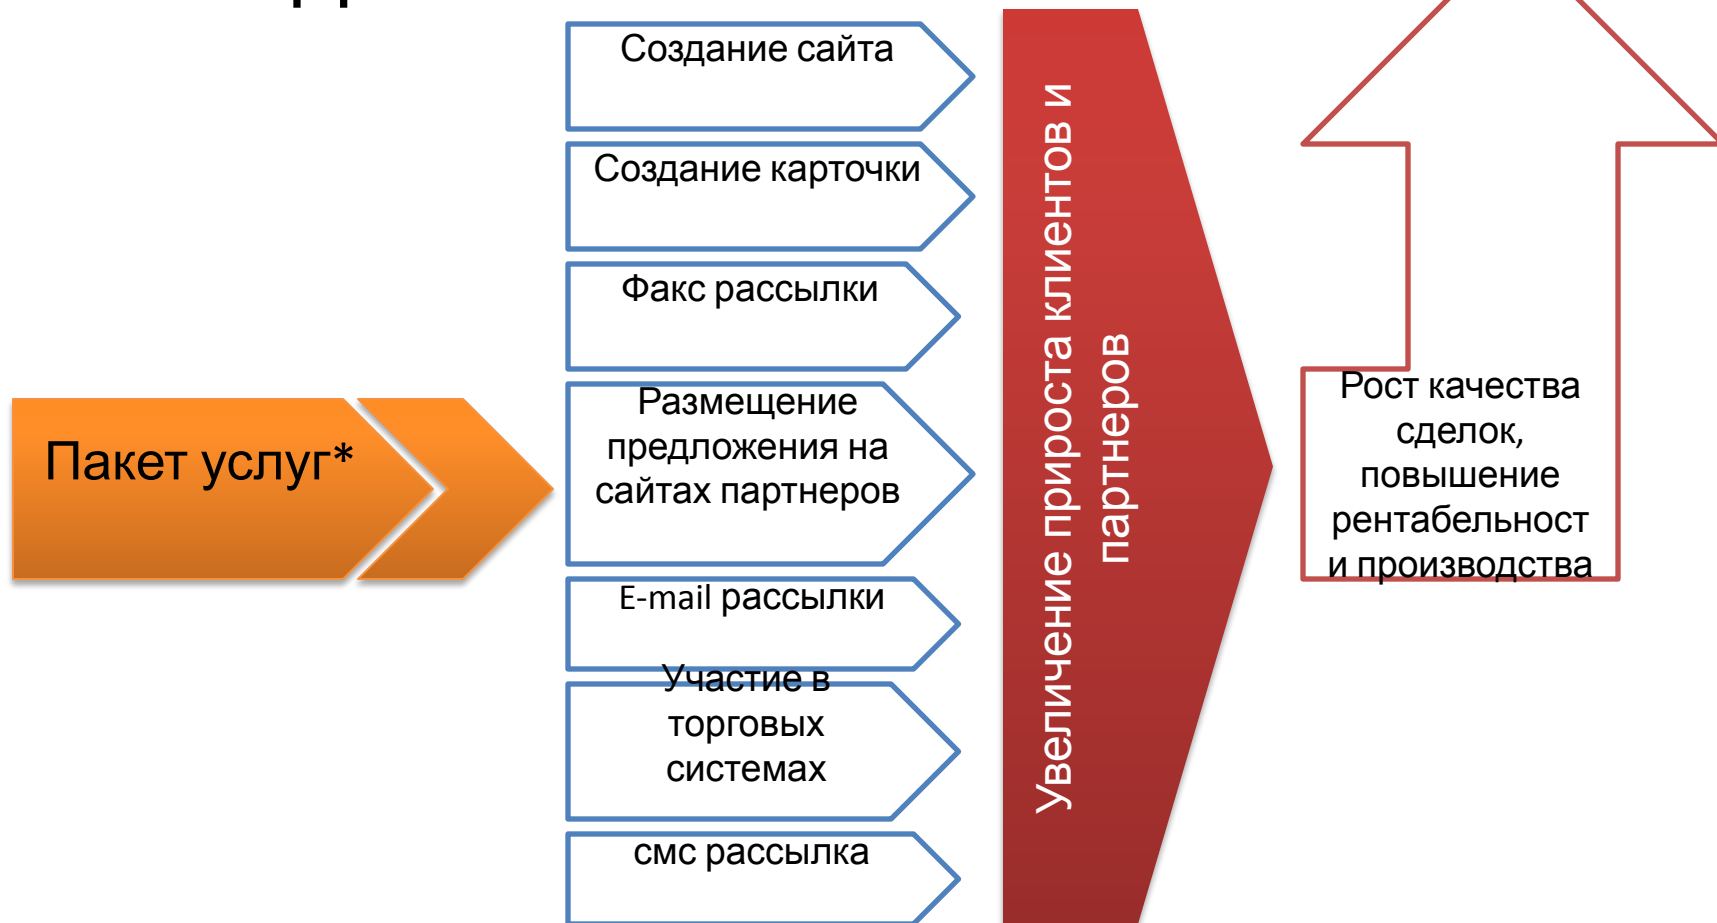 Создание сайта
Создание карточки
Факс рассылки
Размещение
предложения на
сайтах партнеров
E-mail рассылки
Участие в
торговых
системах
смс рассылка
Пакет услуг*
Увеличение прироста клиентов и
партнеров
Рост качества
сделок,
повышение
рентабельност
и производства